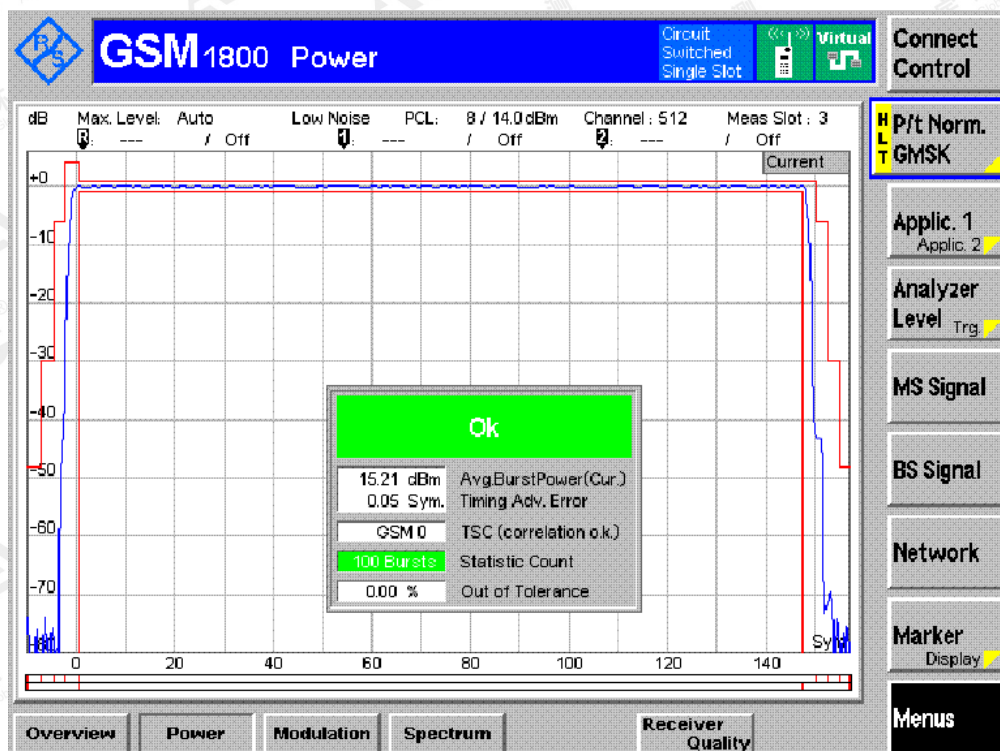 R/S
GSM 1800 Power
Circuit
Switched
Single Slot
Virtual
Connect
Control
dB Max. Level: Auto Low Noise PCL: 8 / 14.0 dBm Channel : 512 Meas Slot : 3
R: --- / Off 1: --- / Off 2: --- / Off
Current
H
L
T
P/t Norm.
GMSK
Applic. 1
Applic. 2
Analyzer
Level Trg.
MS Signal
BS Signal
Network
Marker
Display
Menus
+0
-10
-20
-30
-40
-50
-60
-70
-80
Ok
15.21 dBm Avg.BurstPower(Cur.)
0.05 Sym. Timing Adv. Error
GSM 0 TSC (correlation o.k.)
100 Bursts Statistic Count
0.00 % Out of Tolerance
0 20 40 60 80 100 120 140
Overview Power Modulation Spectrum Receiver
Quality